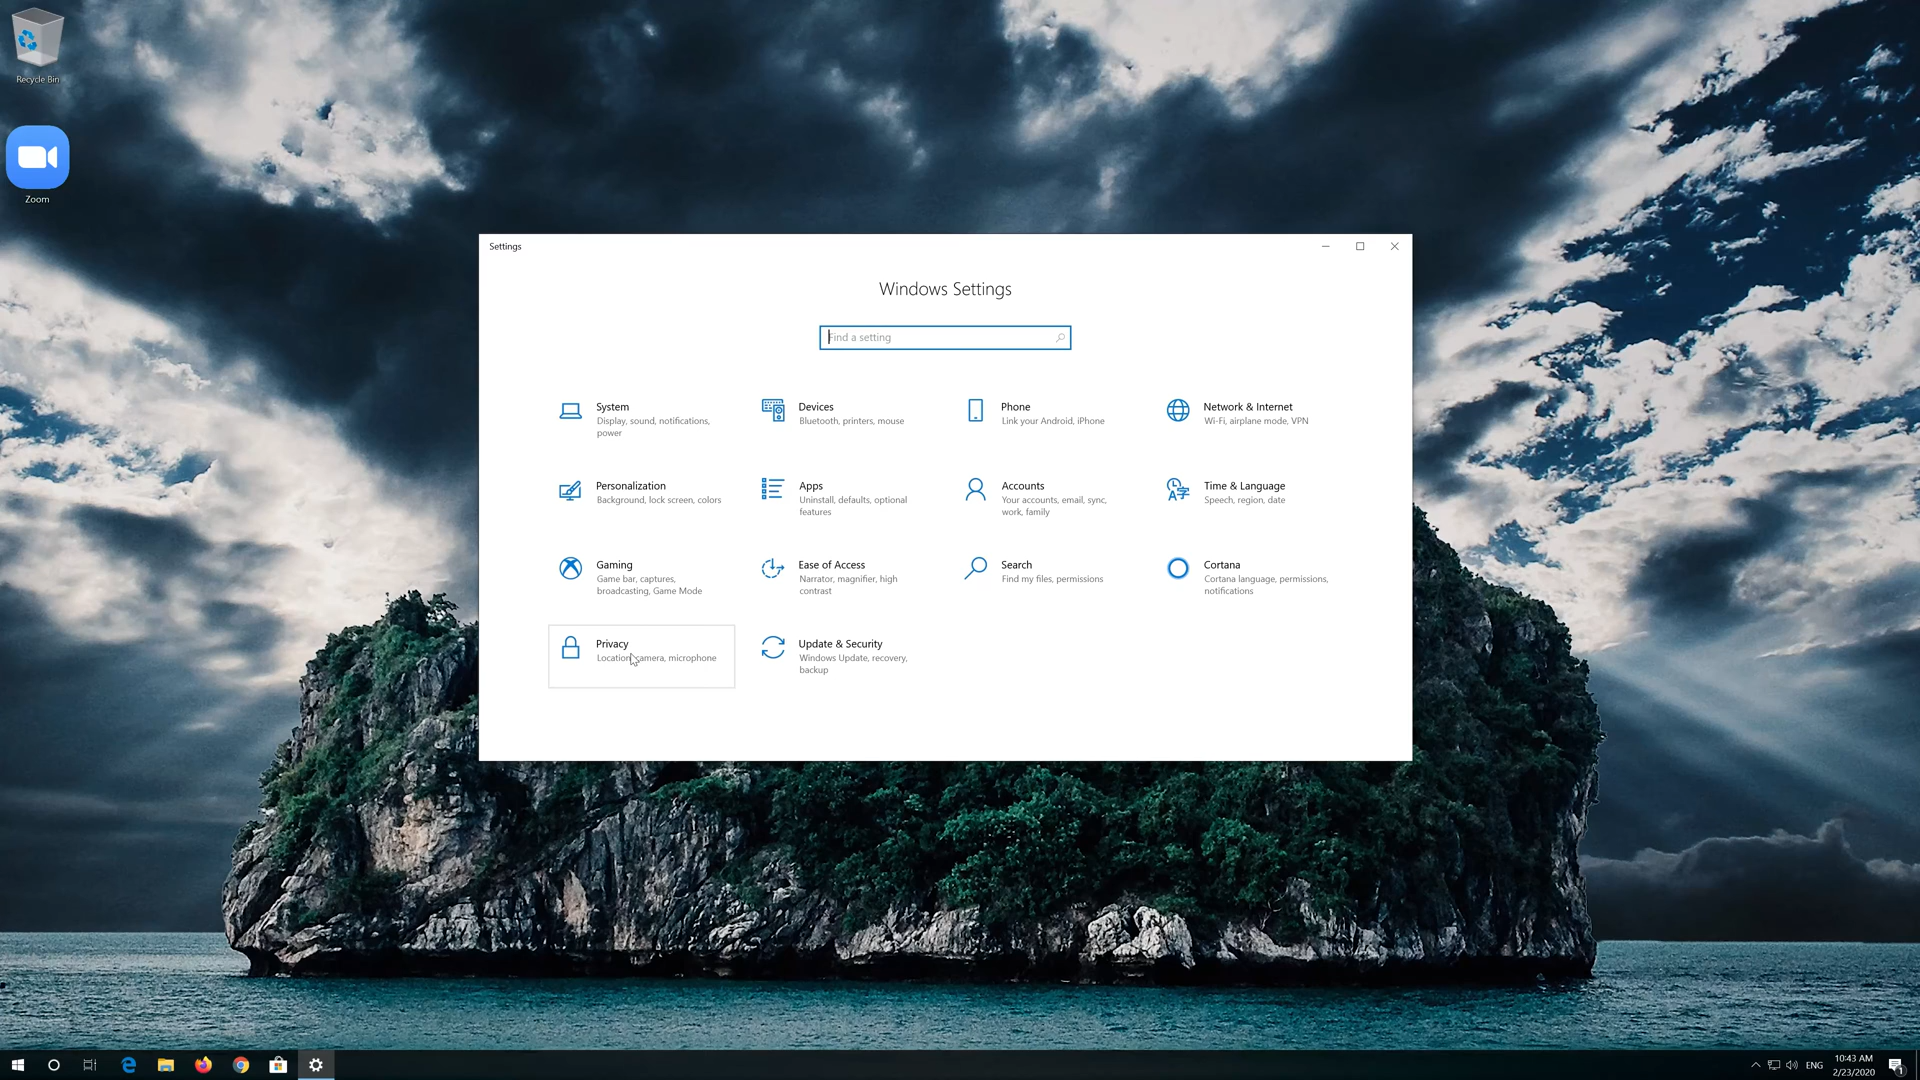 Recycle Bin
Zoom
Settings
Windows Settings
Find a setting
System
Display, sound, notifications,
power
Devices
Bluetooth, printers, mouse
Phone
Link your Android, iPhone
Network & Internet
Wi-Fi, airplane mode, VPN
Personalization
Background, lock screen, colors
Apps
Uninstall, defaults, optional
features
Accounts
Your accounts, email, sync,
work, family
Time & Language
Speech, region, date
Gaming
Game bar, captures,
broadcasting, Game Mode
Ease of Access
Narrator, magnifier, high
contrast
Search
Find my files, permissions
Cortana
Cortana language, permissions,
notifications
Privacy
Location, camera, microphone
Update & Security
Windows Update, recovery,
backup
ENG
10:43 AM
2/23/2020
1